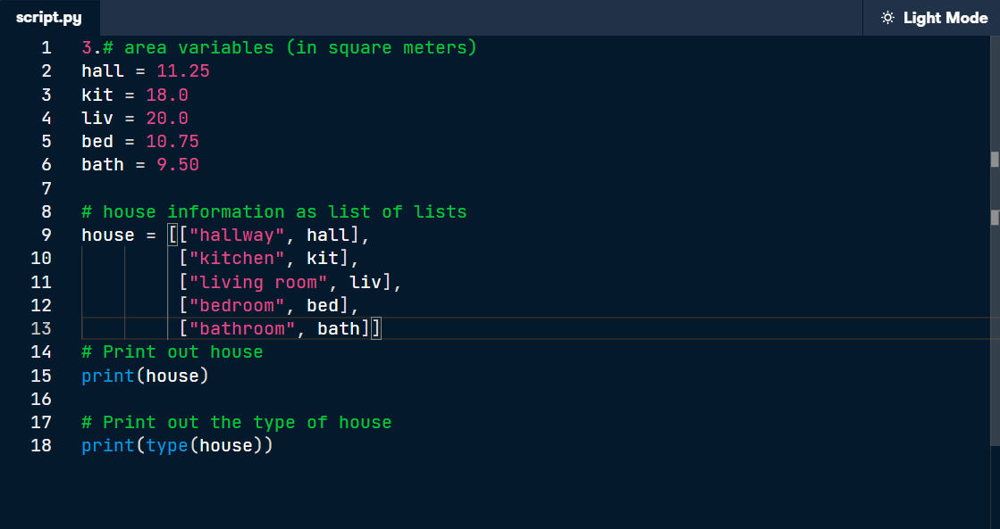 script.py
Light Mode
1 3.# area variables (in square meters)
2 hall = 11.25
3 kit = 18.0
4 liv = 20.0
5 bed = 10.75
6 bath = 9.50
7
8 # house information as list of lists
9 house = [["hallway", hall],
10 ["kitchen", kit],
11 ["living room", liv],
12 ["bedroom", bed],
13 ["bathroom", bath]]
14 # Print out house
15 print(house)
16
17 # Print out the type of house
18 print(type(house))